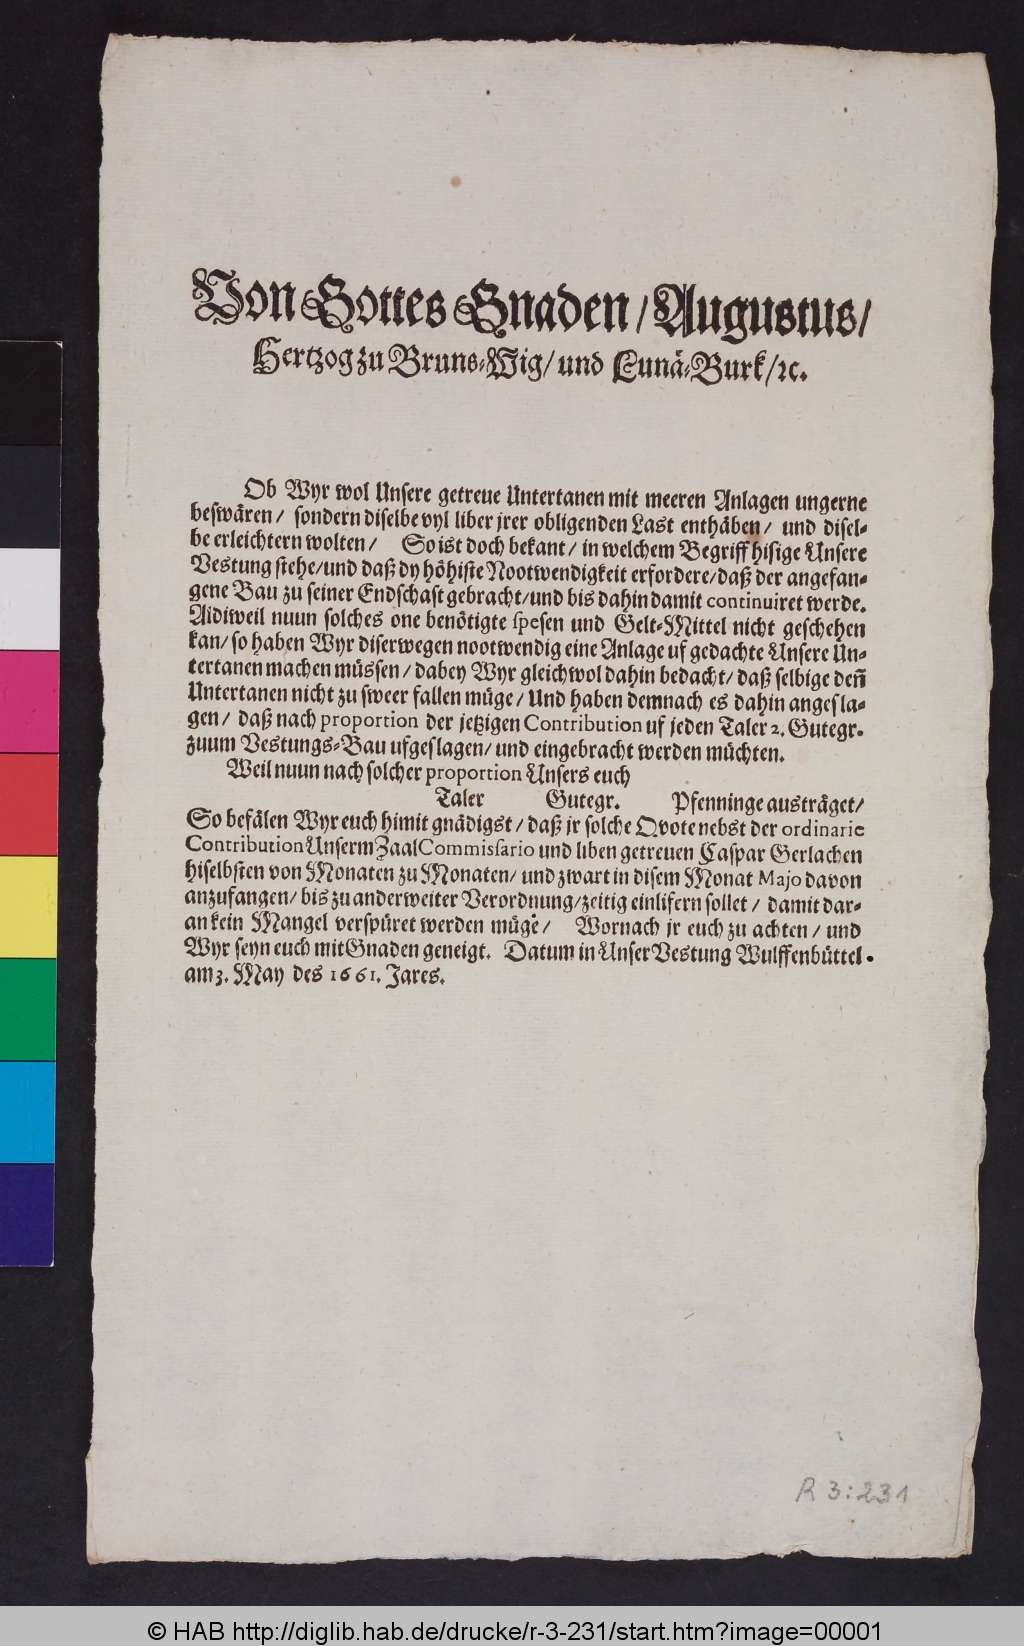 Von Gottes Gnaden / Augustus /
Hertzog zu Bruns-Wig / und Lunä-Burk / ꝛc.
Ob Wyr wol Unsere getreue Untertanen mit meeren Anlagen ungerne
beswären / sondern diselbe vyl liber jrer obligenden Last enthäben / und disel-
be erleichtern wolten / So ist doch bekant / in welchem Begriff hisige Unsere
Vestung stehe / und daß dy höhiste Nootwendigkeit erfordere / daß der angefan-
gene Bau zu seiner Endschaft gebracht / und bis dahin damit continuiret werde.
Aldiweil nuun solches one benötigte spesen und Gelt-Mittel nicht geschehen
kan / so haben Wyr diserwegen nootwendig eine Anlage uf gedachte Unsere Un-
tertanen machen müssen / dabey Wyr gleichwol dahin bedacht / daß selbige den̄
Untertanen nicht zu sweer fallen müge / Und haben demnach es dahin angesla-
gen / daß nach proportion der jetzigen Contribution uf jeden Taler 2. Gutegr.
zuum Vestungs-Bau ufgeslagen / und eingebracht werden müchten.
Weil nuun nach solcher proportion Unsers euch
Taler Gutegr. Pfenninge austräget /
So befälen Wyr euch himit gnädigst / daß jr solche Qvote nebst der ordinarie
Contribution Unserm Zaal Commissario und liben getreuen Caspar Gerlachen
hiselbsten von Monaten zu Monaten / und zwart in disem Monat Majo davon
anzufangen / bis zu anderweiter Verordnung / zeitig einlifern sollet / damit dar-
an kein Mangel verspüret werden müge / Wornach jr euch zu achten / und
Wyr seyn euch mit Gnaden geneigt. Datum in Unser Vestung Wulffenbüttel.
am 3. May des 1661. Jares.
R 3:231
© HAB http://diglib.hab.de/drucke/r-3-231/start.htm?image=00001